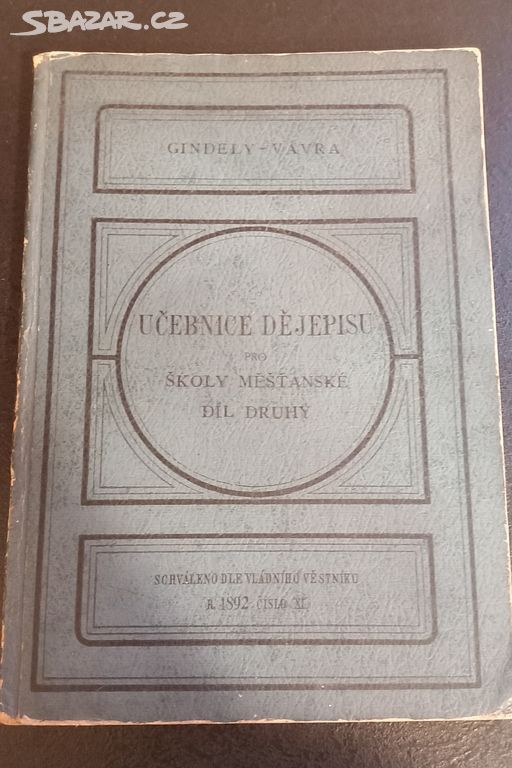 SBAZAR.CZ
GINDELY - VÁVRA
UČEBNICE DĚJEPISU
PRO
ŠKOLY MĚŠŤANSKÉ
DÍL DRUHÝ
SCHVÁLENO DLE VLÁDNÍHO VĚSTNÍKU
R. 1892 ČÍSLO XI.